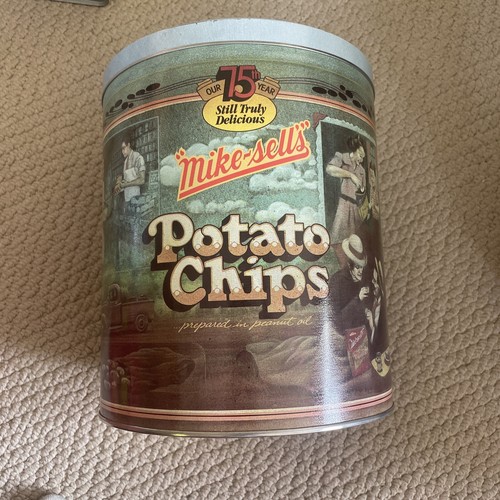 OUR 75th YEAR
Still Truly
Delicious
"mike-sell's"
Potato
Chips
prepared in peanut oil